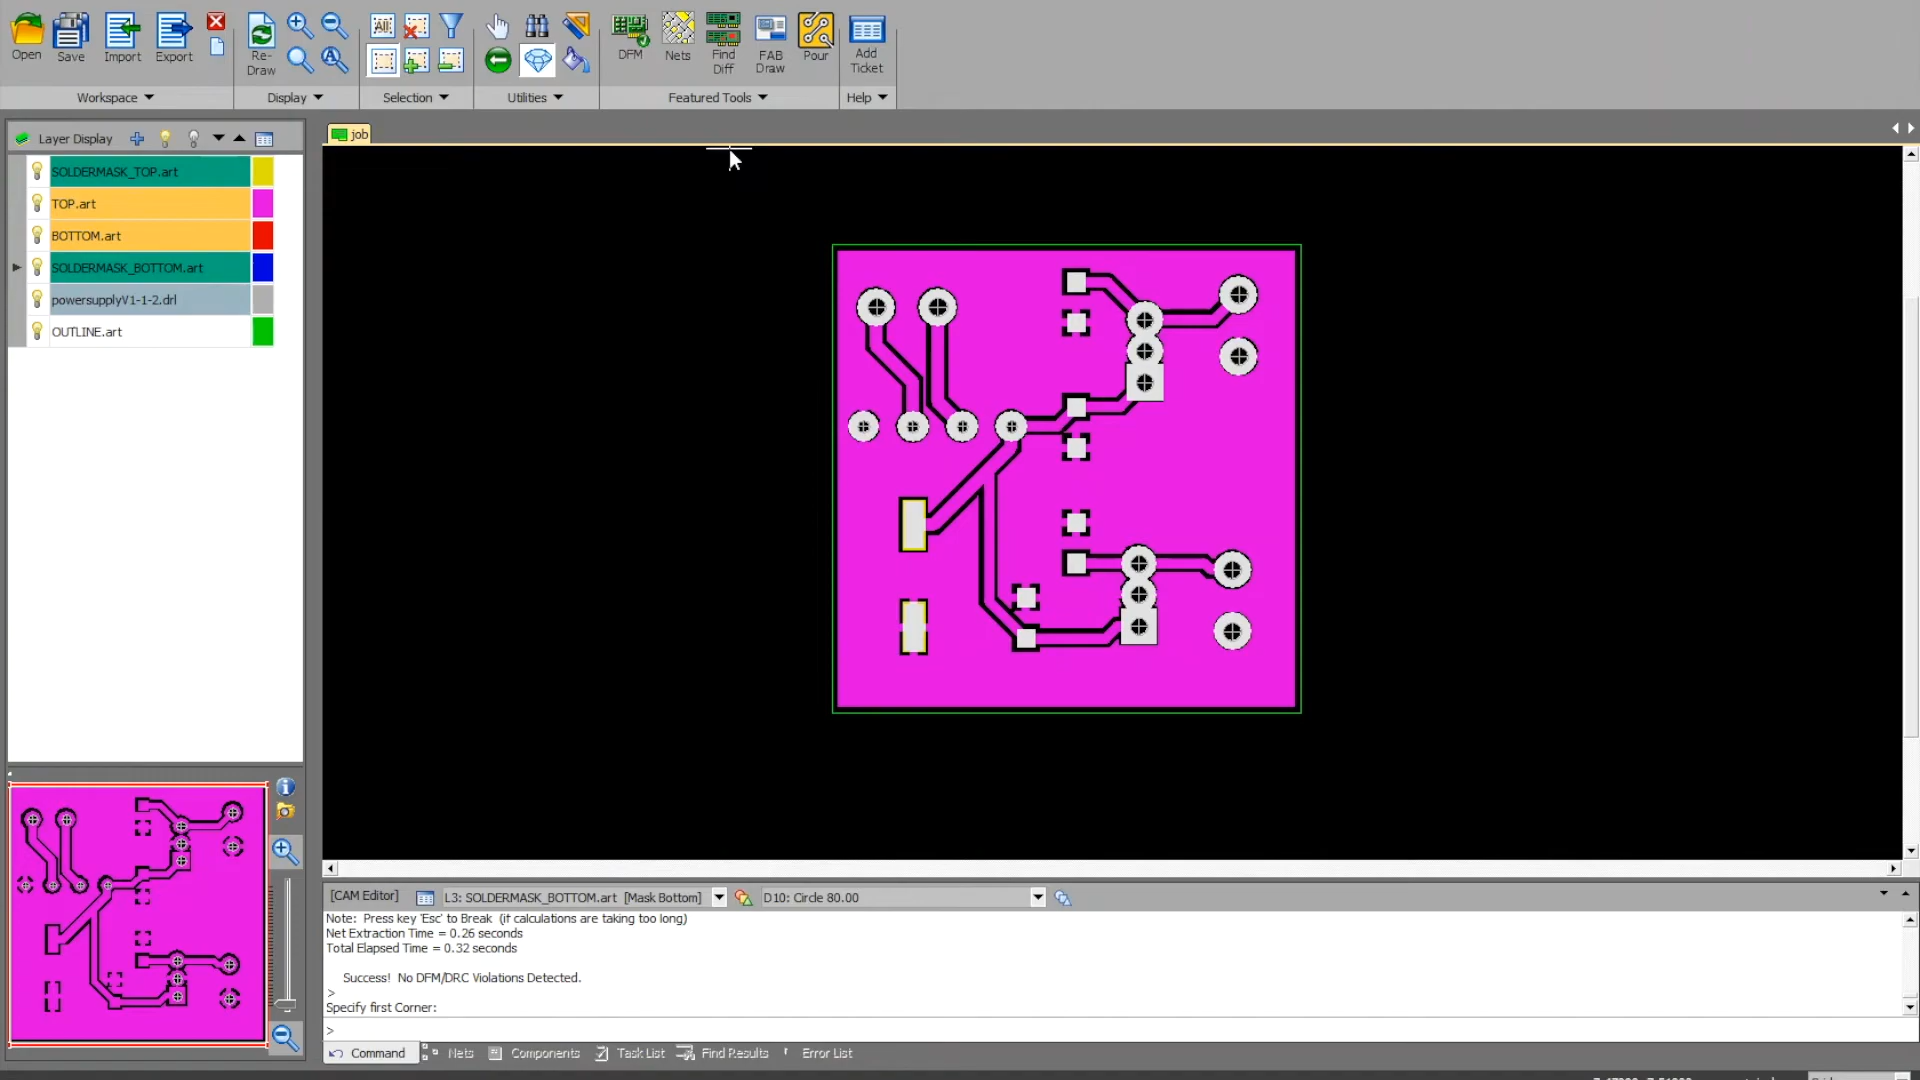 Open
Save
Import
Export
Re-
Draw
All
A
DFM
Nets
Find
Diff
FAB
Draw
Pour
Add
Ticket
Workspace
Display
Selection
Utilities
Featured Tools
Help
Layer Display
job
SOLDERMASK_TOP.art
TOP.art
BOTTOM.art
SOLDERMASK_BOTTOM.art
powersupplyV1-1-2.drl
OUTLINE.art
[CAM Editor]
L3: SOLDERMASK_BOTTOM.art [Mask Bottom]
D10: Circle 80.00
Note: Press key 'Esc' to Break (if calculations are taking too long)
Net Extraction Time = 0.26 seconds
Total Elapsed Time = 0.32 seconds
Success! No DFM/DRC Violations Detected.
>
Specify first Corner:
>
Command
Nets
Components
Task List
Find Results
Error List